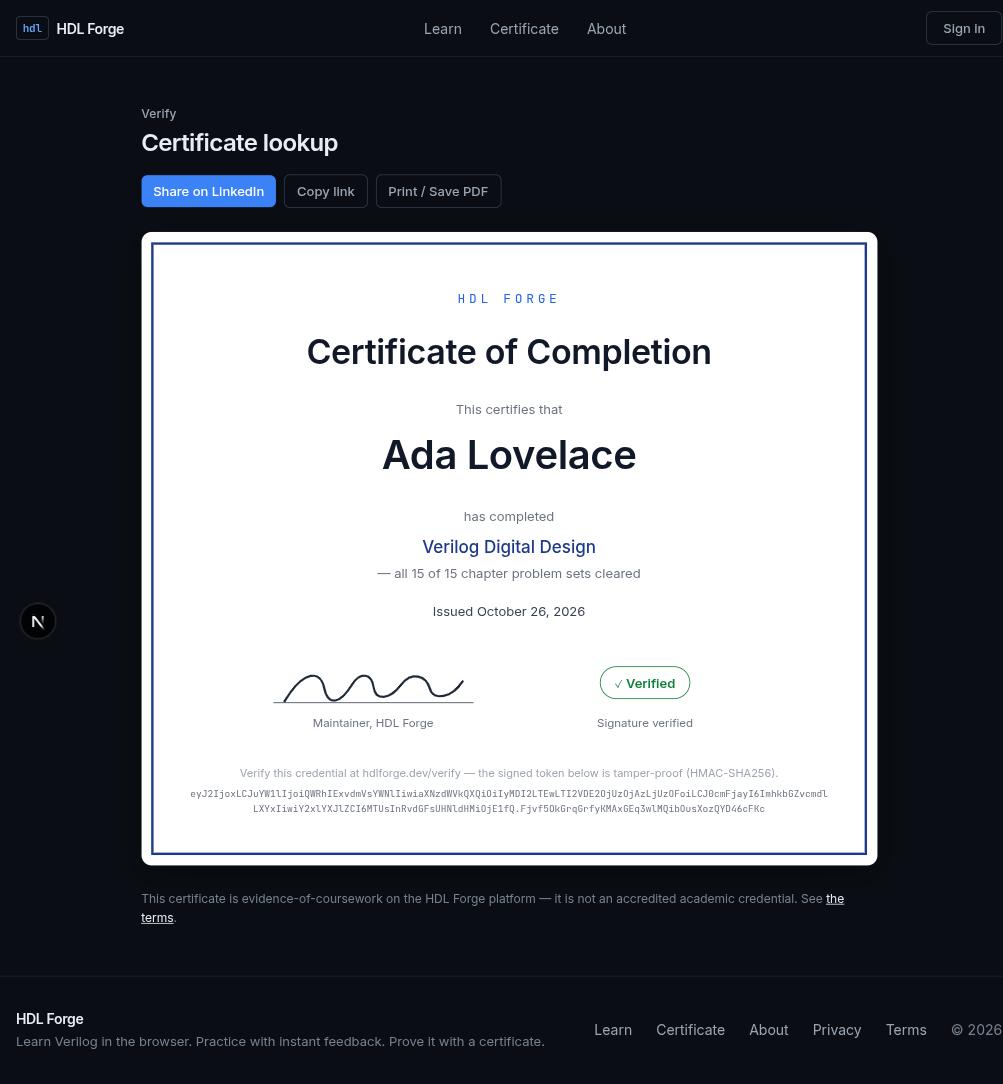 hdl HDL Forge Learn Certificate About Sign in
Verify
Certificate lookup
Share on LinkedIn Copy link Print / Save PDF
HDL FORGE
Certificate of Completion
This certifies that
Ada Lovelace
has completed
Verilog Digital Design
— all 15 of 15 chapter problem sets cleared
Issued October 26, 2026
✓ Verified
Maintainer, HDL Forge Signature verified
Verify this credential at hdlforge.dev/verify — the signed token below is tamper-proof (HMAC-SHA256).
This certificate is evidence-of-coursework on the HDL Forge platform — it is not an accredited academic credential. See the
terms.
N
HDL Forge
Learn Verilog in the browser. Practice with instant feedback. Prove it with a certificate.
Learn Certificate About Privacy Terms © 2026